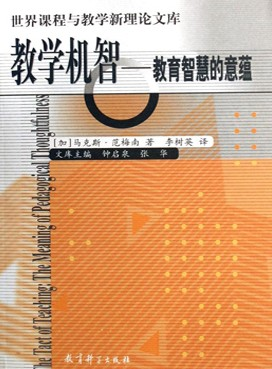 世界课程与教学新理论文库
教学机智——教育智慧的意蕴
[加]马克斯·范梅南 著 李树英 译
文库主编 钟启泉 张 华
The Tact of Teaching: The Meaning of Pedagogical Thoughtfulness
教育科学出版社